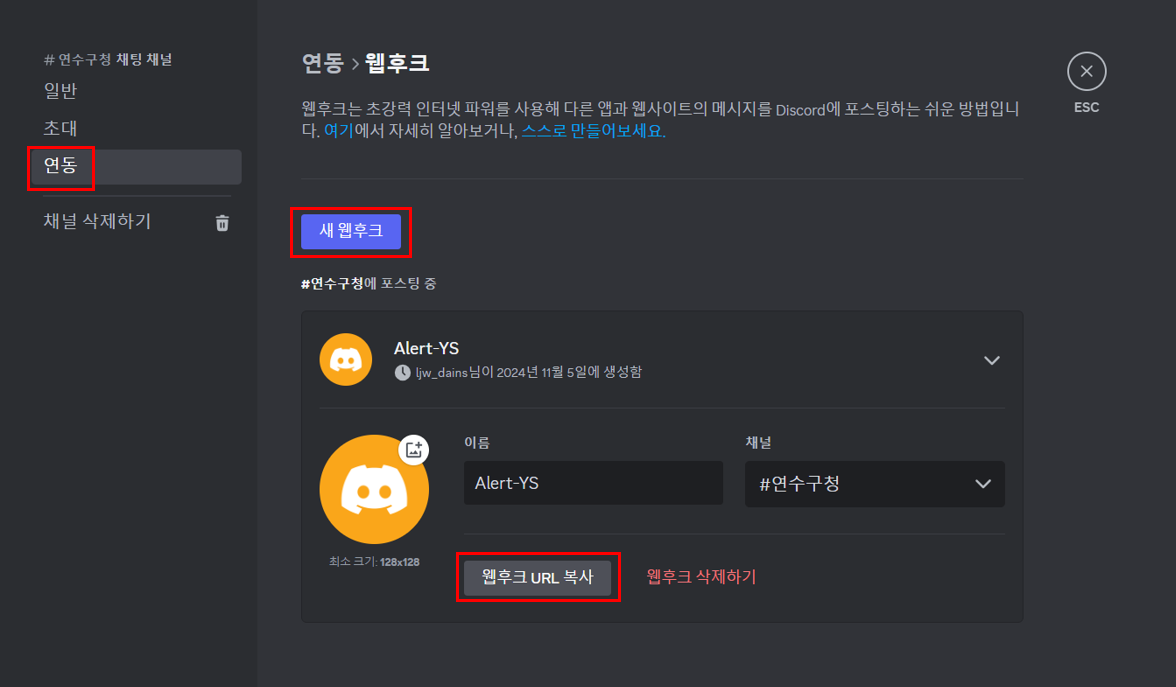 # 연수구청 채팅 채널
일반
초대
연동
채널 삭제하기
연동 > 웹후크
ESC
웹후크는 초강력 인터넷 파워를 사용해 다른 앱과 웹사이트의 메시지를 Discord에 포스팅하는 쉬운 방법입니
다. 여기에서 자세히 알아보거나, 스스로 만들어보세요.
새 웹후크
#연수구청에 포스팅 중
Alert-YS
ljw_dains님이 2024년 11월 5일에 생성함
이름
채널
Alert-YS
#연수구청
최소 크기: 128x128
웹후크 URL 복사
웹후크 삭제하기